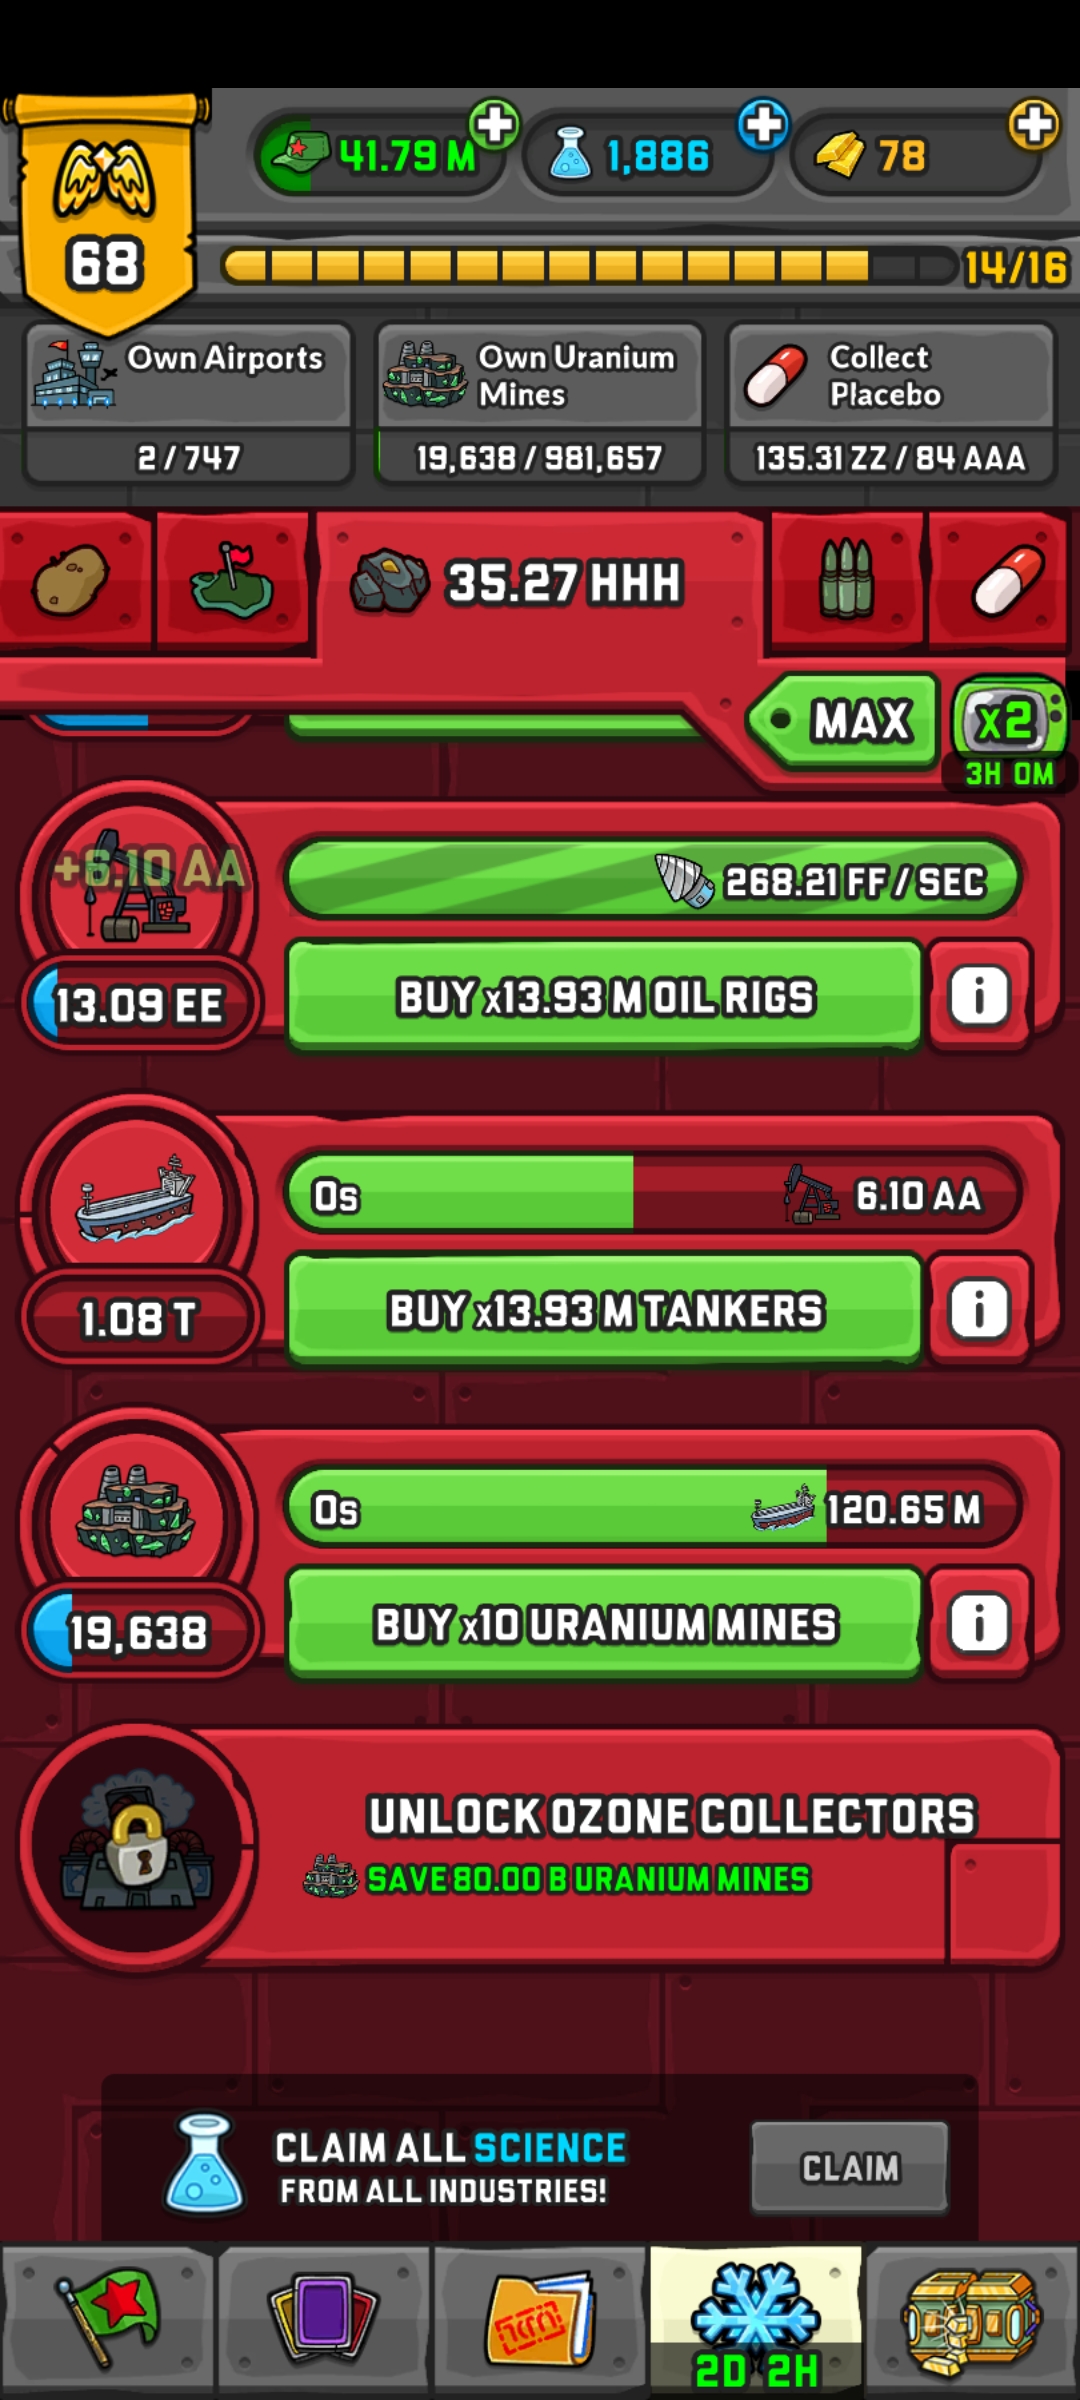 41.79 M
1,886
78
68
14/16
Own Airports
2 / 747
Own Uranium
Mines
19,638 / 981,657
Collect
Placebo
135.31 ZZ / 84 AAA
35.27 HHH
MAX
x2
3H 0M
+6.10 AA
268.21 FF / SEC
13.09 EE
BUY x13.93 M OIL RIGS
i
0s
6.10 AA
1.08 T
BUY x13.93 M TANKERS
i
0s
120.65 M
19,638
BUY x10 URANIUM MINES
i
UNLOCK OZONE COLLECTORS
SAVE 80.00 B URANIUM MINES
CLAIM ALL SCIENCE
FROM ALL INDUSTRIES!
CLAIM
2D 2H